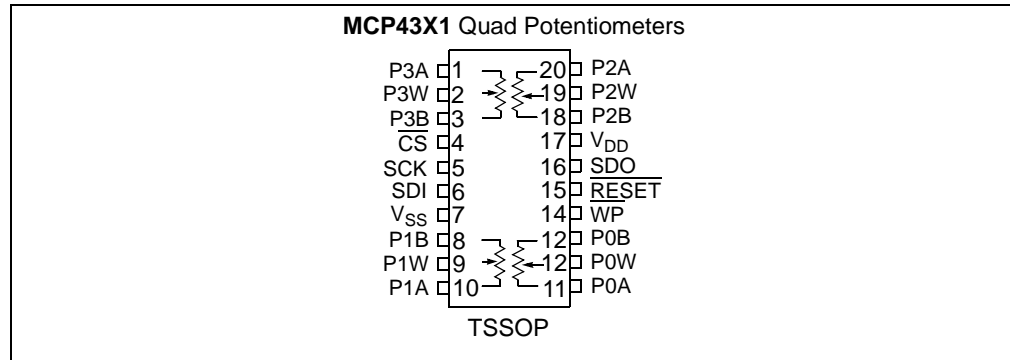 MCP43X1 Quad Potentiometers
P3A 1 20 P2A
P3W 2 19 P2W
P3B 3 18 P2B
CS 4 17 VDD
SCK 5 16 SDO
SDI 6 15 RESET
VSS 7 14 WP
P1B 8 12 P0B
P1W 9 12 P0W
P1A 10 11 P0A
TSSOP